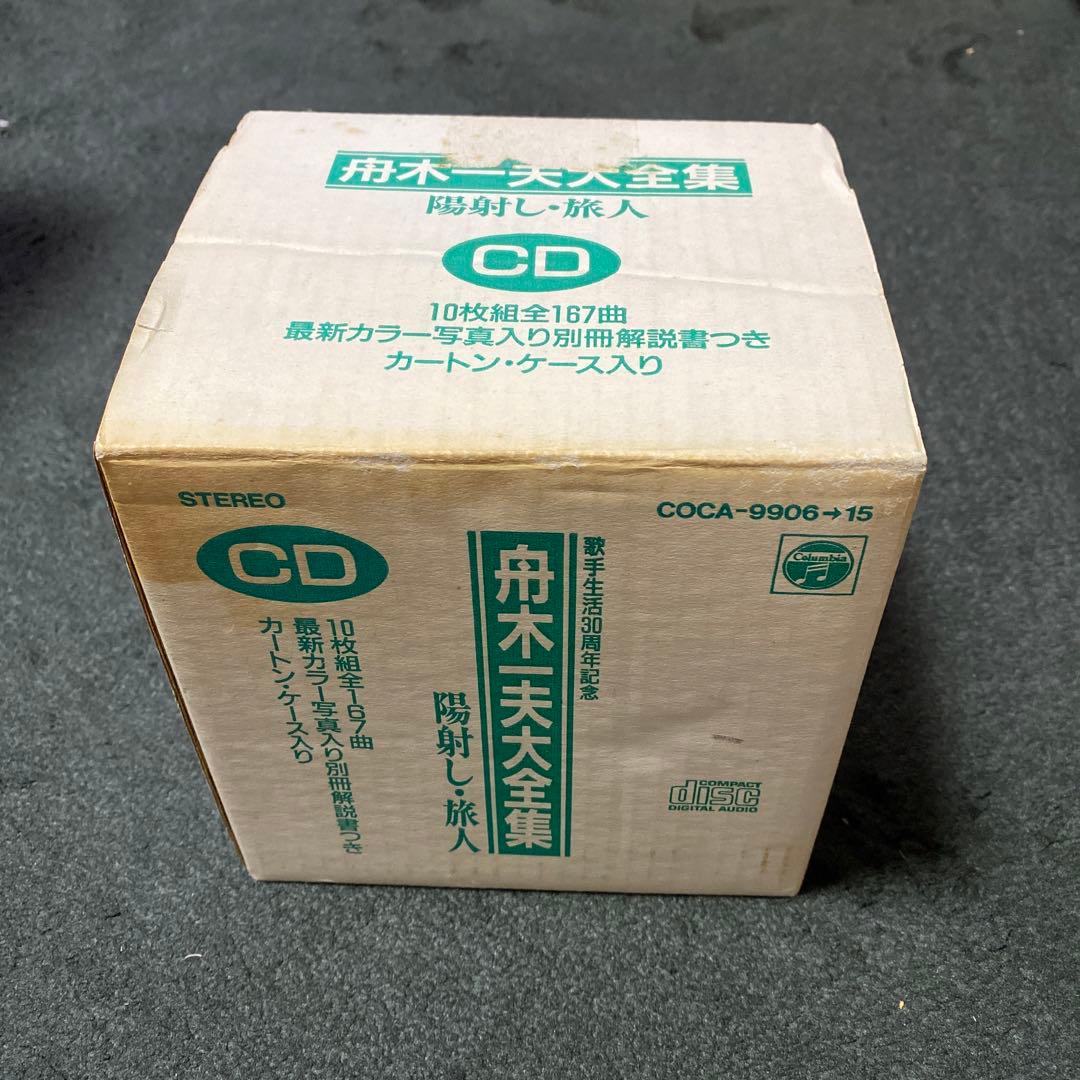 舟木一夫大全集
陽射し・旅人
CD
10枚組全167曲
最新カラー写真入り別冊解説書つき
カートン・ケース入り
STEREO
COCA-9906→15
CD
Columbia
歌手生活30周年記念
舟木一夫大全集
陽射し・旅人
10枚組全167曲
最新カラー写真入り別冊解説書つき
カートン・ケース入り
COMPACT
disc
DIGITAL AUDIO